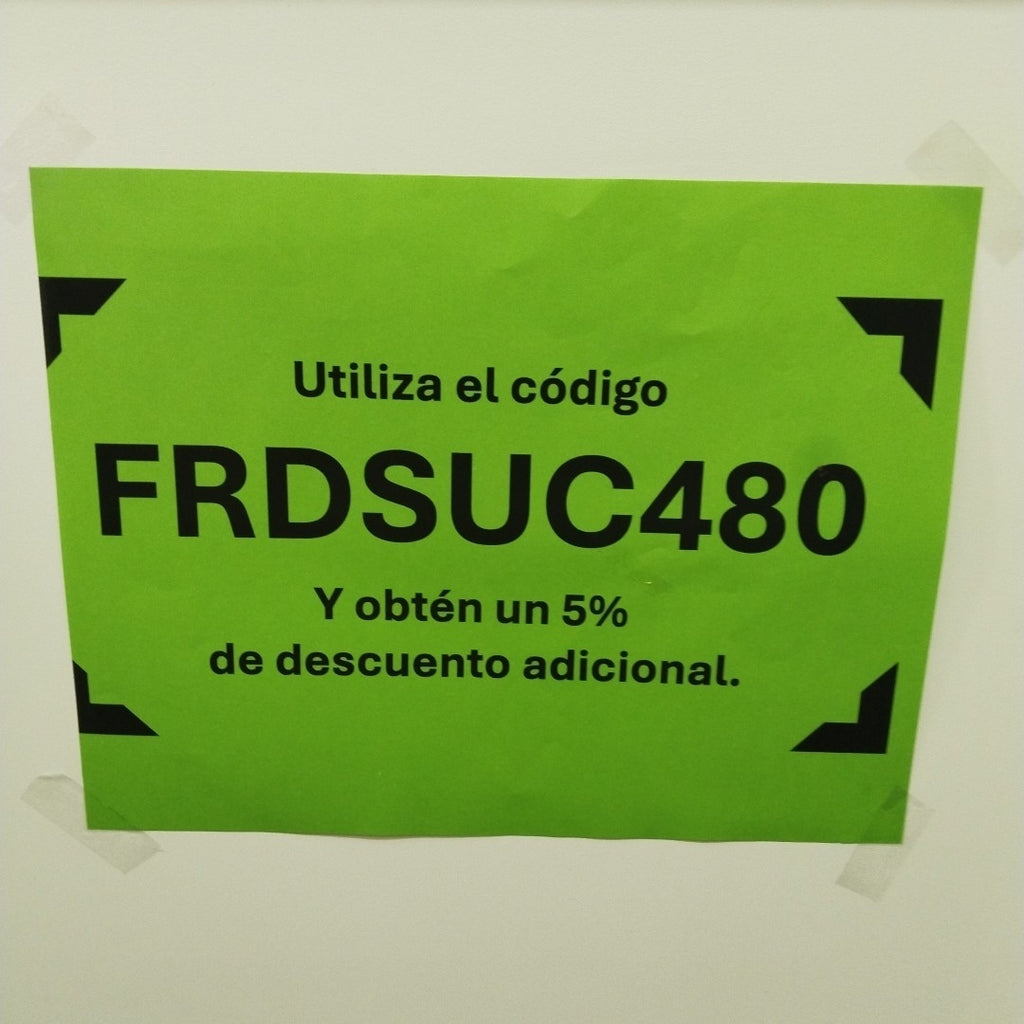 Utiliza el código
FRDSUC480
Y obtén un 5%
de descuento adicional.